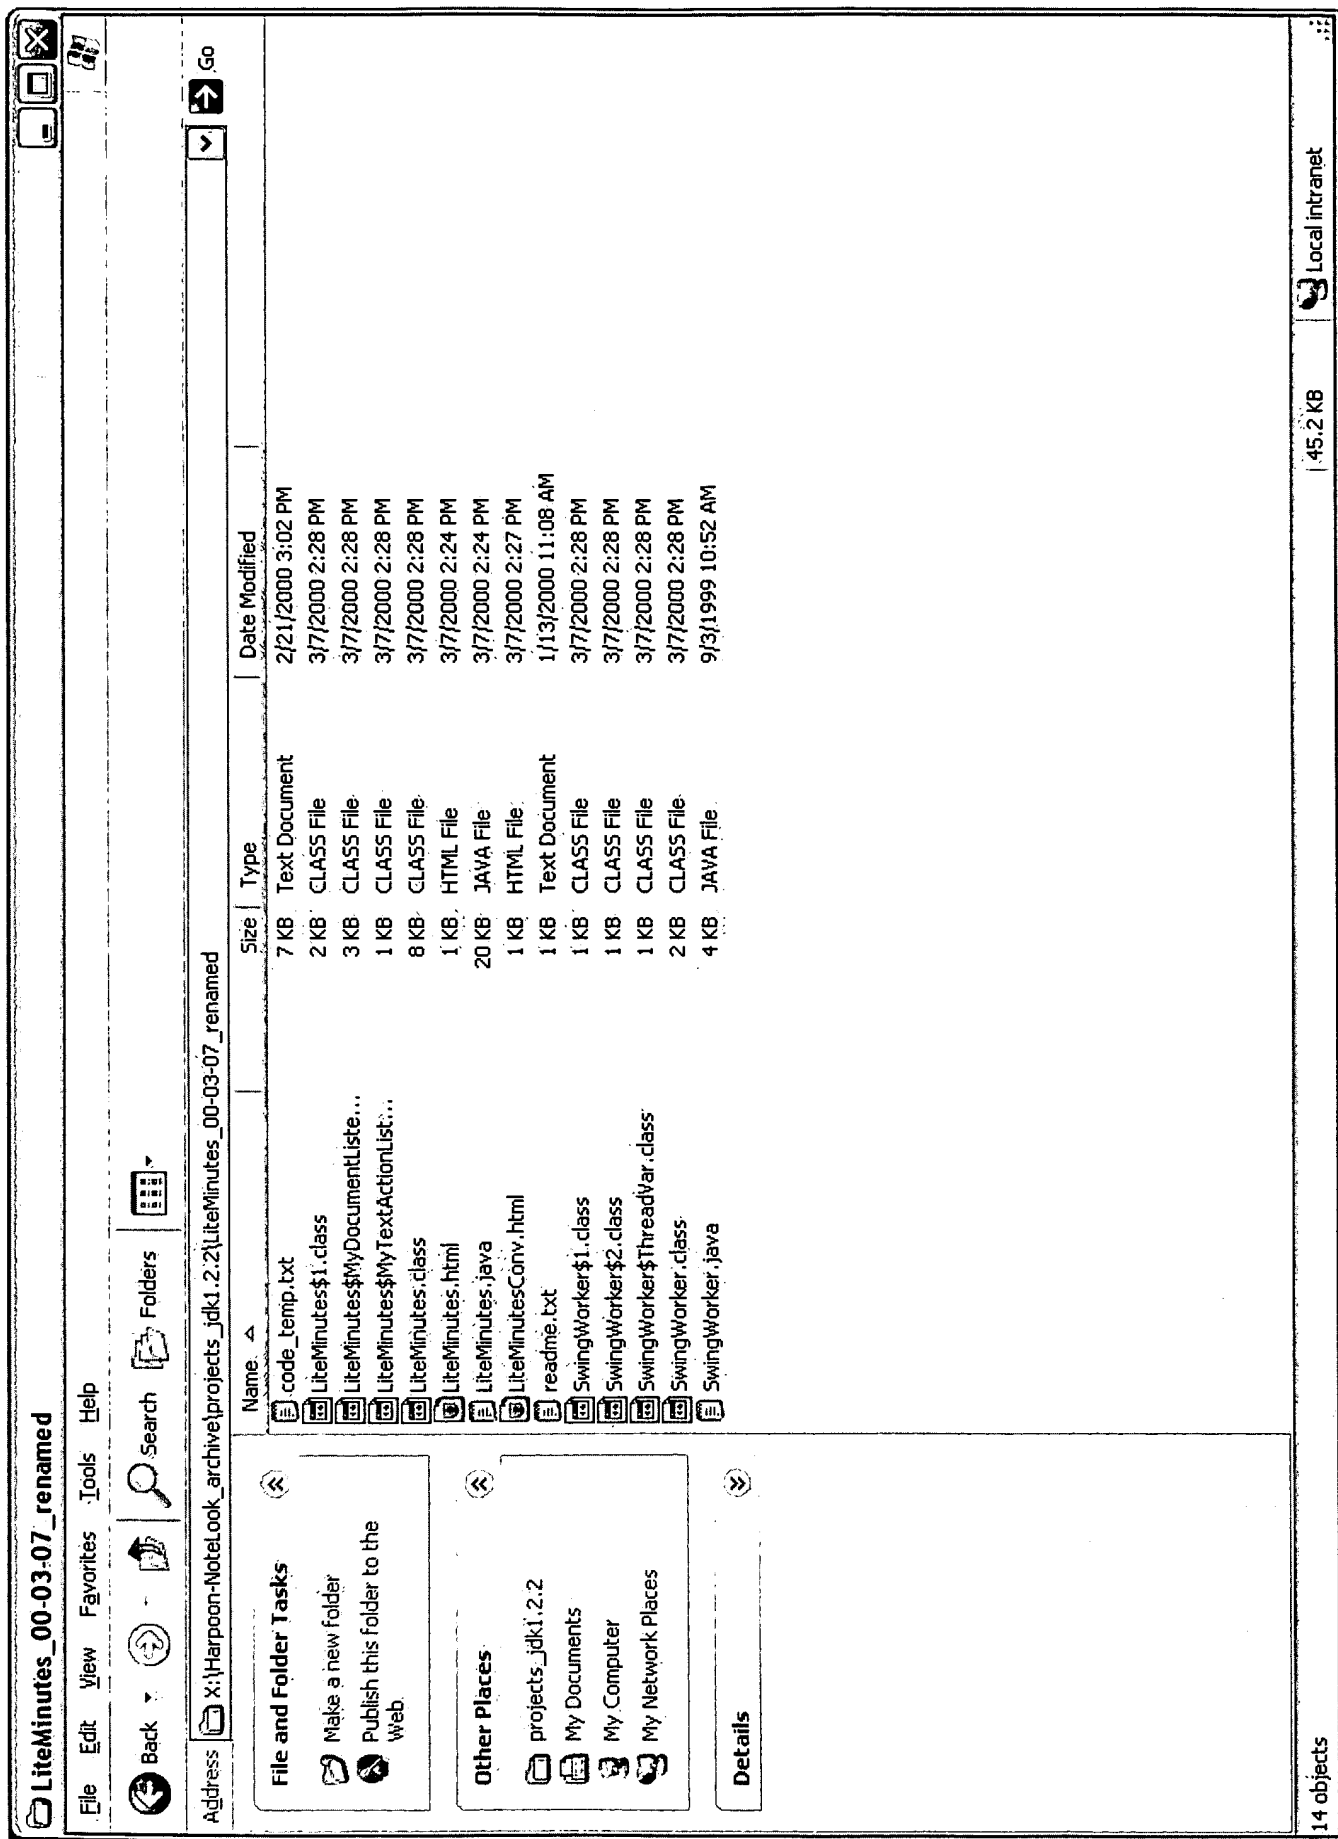 LiteMinutes_00-03-07_renamed
File Edit View Favorites Tools Help
Back Search Folders
Address X:\Harpoon-NoteLook_archive\projects_jdk1.2.2\LiteMinutes_00-03-07_renamed Go
File and Folder Tasks
Make a new folder
Publish this folder to the
Web
Other Places
projects_jdk1.2.2
My Documents
My Computer
My Network Places
Details
Name Size Type Date Modified
code_temp.txt 7 KB Text Document 2/21/2000 3:02 PM
LiteMinutes$1.class 2 KB CLASS File 3/7/2000 2:28 PM
LiteMinutes$MyDocumentListe... 3 KB CLASS File 3/7/2000 2:28 PM
LiteMinutes$MyTextActionList... 1 KB CLASS File 3/7/2000 2:28 PM
LiteMinutes.class 8 KB CLASS File 3/7/2000 2:28 PM
LiteMinutes.html 1 KB HTML File 3/7/2000 2:24 PM
LiteMinutes.java 20 KB JAVA File 3/7/2000 2:24 PM
LiteMinutesConv.html 1 KB HTML File 3/7/2000 2:27 PM
readme.txt 1 KB Text Document 1/13/2000 11:08 AM
SwingWorker$1.class 1 KB CLASS File 3/7/2000 2:28 PM
SwingWorker$2.class 1 KB CLASS File 3/7/2000 2:28 PM
SwingWorker$ThreadVar.class 1 KB CLASS File 3/7/2000 2:28 PM
SwingWorker.class 2 KB CLASS File 3/7/2000 2:28 PM
SwingWorker.java 4 KB JAVA File 9/3/1999 10:52 AM
14 objects 45.2 KB Local intranet